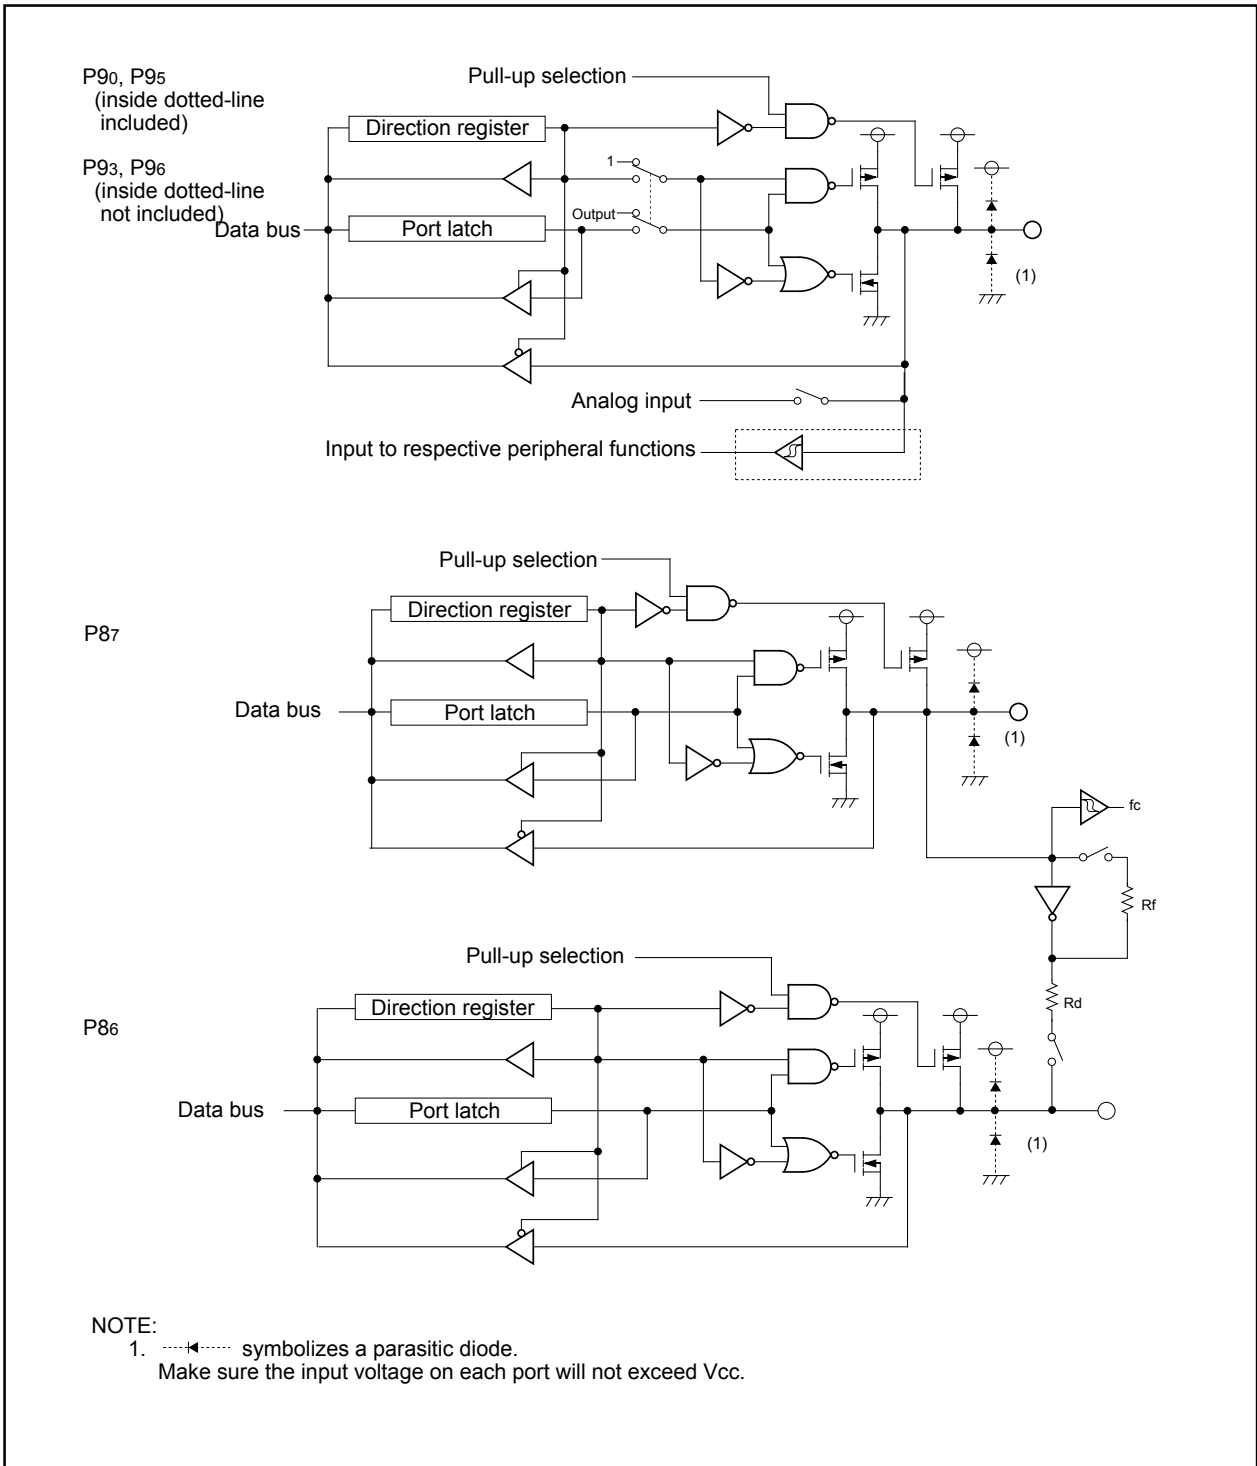 P90, P95
(inside dotted-line
included)
Pull-up selection
Direction register
P93, P96
(inside dotted-line
not included)
1
Output
Data bus
Port latch
(1)
Analog input
Input to respective peripheral functions
Pull-up selection
Direction register
P87
Data bus
Port latch
(1)
fc
Rf
Pull-up selection
Rd
Direction register
P86
Data bus
Port latch
(1)
NOTE:
1. symbolizes a parasitic diode.
Make sure the input voltage on each port will not exceed Vcc.